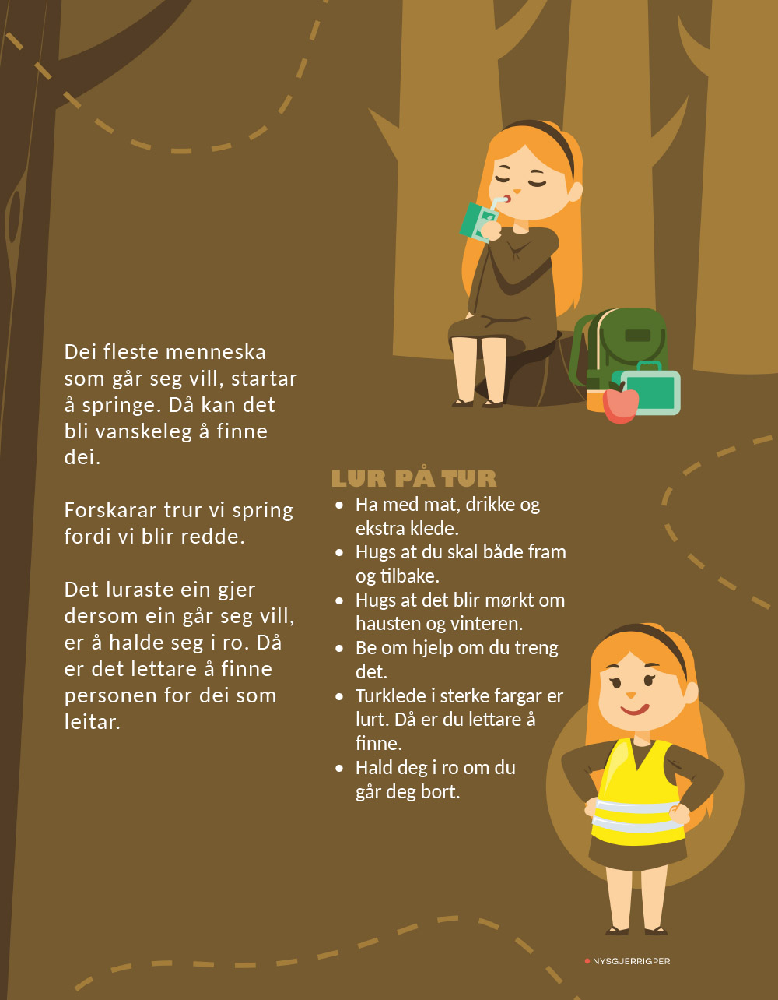 Dei fleste menneska
som går seg vill, startar
å springe. Då kan det
bli vanskeleg å finne
dei.
Forskarar trur vi spring
fordi vi blir redde.
Det luraste ein gjer
dersom ein går seg vill,
er å halde seg i ro. Då
er det lettare å finne
personen for dei som
leitar.
LUR PÅ TUR
• Ha med mat, drikke og
ekstra klede.
• Hugs at du skal både fram
og tilbake.
• Hugs at det blir mørkt om
hausten og vinteren.
• Be om hjelp om du treng
det.
• Turklede i sterke fargar er
lurt. Då er du lettare å
finne.
• Hald deg i ro om du
går deg bort.
NYSGJERRIGPER